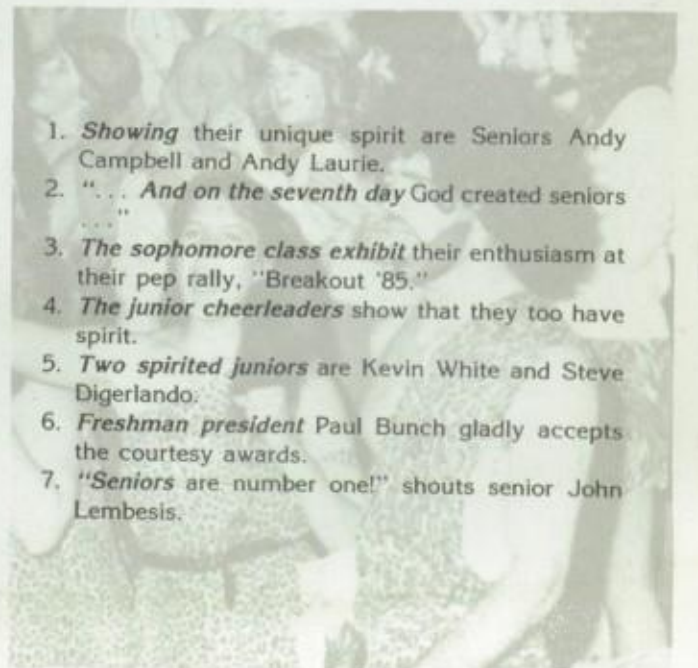 1. Showing their unique spirit are Seniors Andy
Campbell and Andy Laurie.
2. ". . . And on the seventh day God created seniors
. . ."
3. The sophomore class exhibit their enthusiasm at
their pep rally, "Breakout '85."
4. The junior cheerleaders show that they too have
spirit.
5. Two spirited juniors are Kevin White and Steve
Digerlando.
6. Freshman president Paul Bunch gladly accepts
the courtesy awards.
7. "Seniors are number one!" shouts senior John
Lembesis.